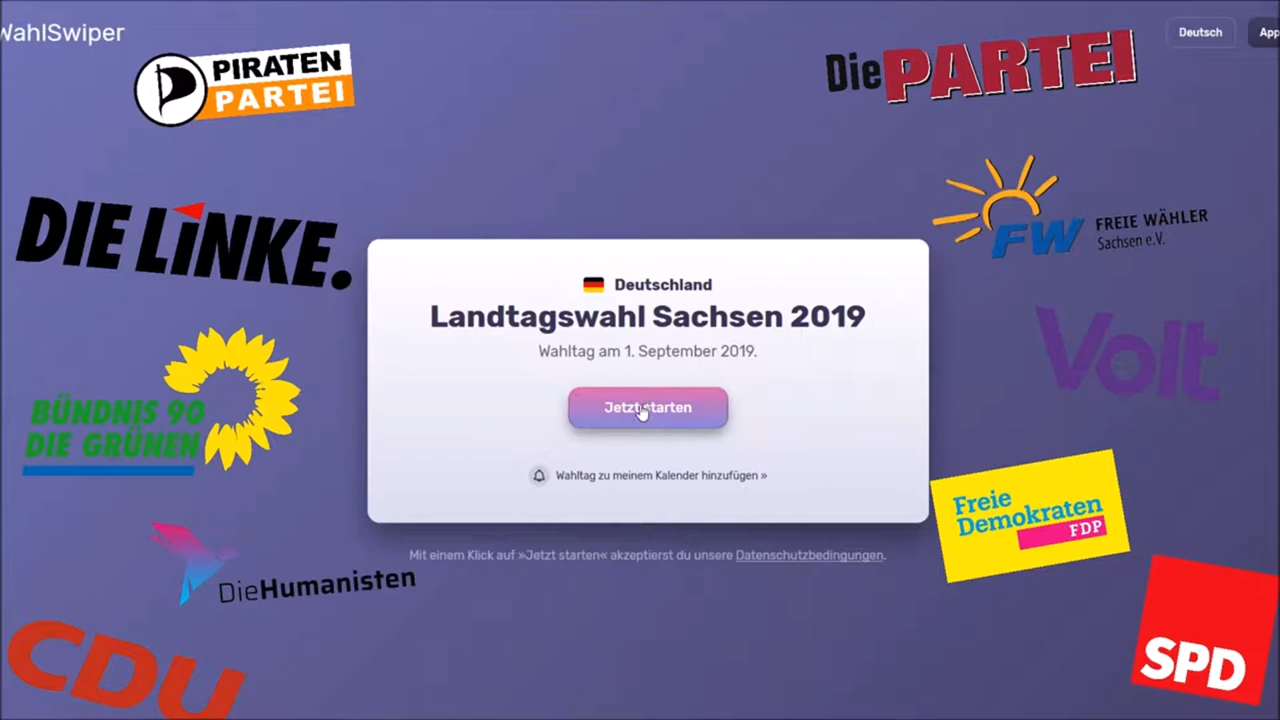 WahlSwiper
Deutsch
App
PIRATEN
PARTEI
Die PARTEI
DIE LiNKE.
FW FREIE WÄHLER
Sachsen e.V.
Deutschland
Landtagswahl Sachsen 2019
Wahltag am 1. September 2019.
Jetzt starten
Wahltag zu meinem Kalender hinzufügen »
Mit einem Klick auf »Jetzt starten« akzeptierst du unsere Datenschutzbedingungen.
BÜNDNIS 90
DIE GRÜNEN
Volt
Freie
Demokraten
FDP
DieHumanisten
CDU
SPD